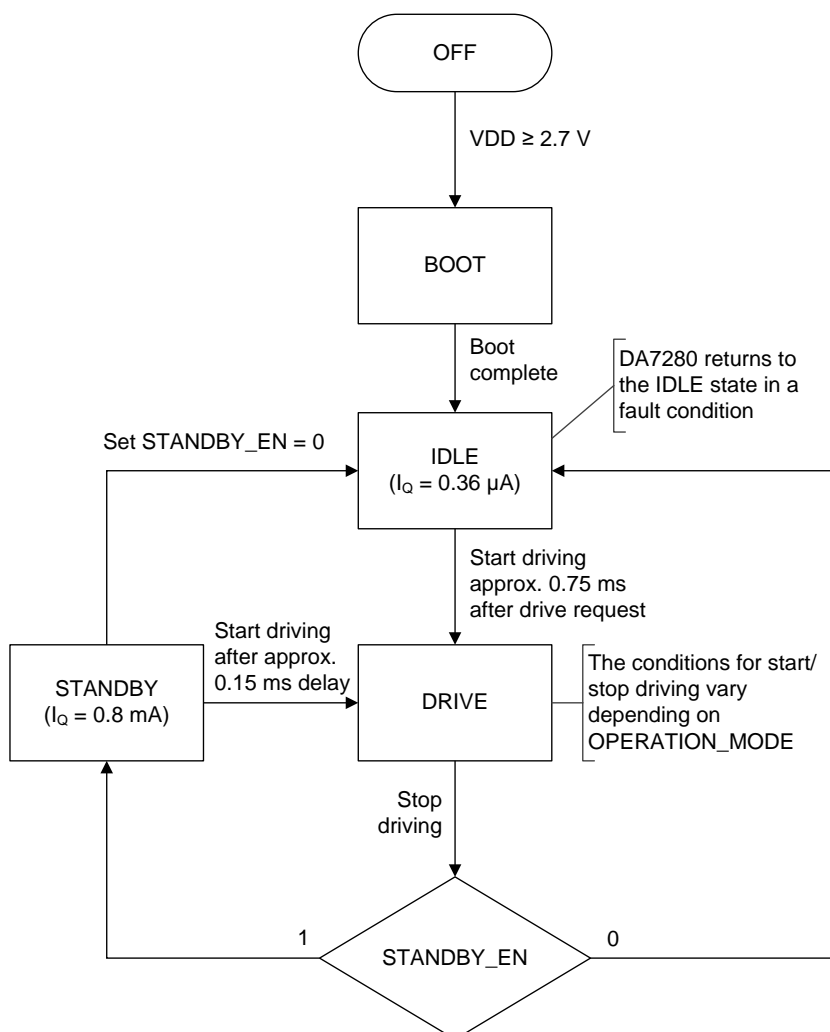 OFF
VDD ≥ 2.7 V
BOOT
Boot
complete
DA7280 returns to
the IDLE state in a
fault condition
Set STANDBY_EN = 0
IDLE
(IQ = 0.36 µA)
Start driving
approx. 0.75 ms
after drive request
Start driving
after approx.
0.15 ms delay
STANDBY
(IQ = 0.8 mA)
DRIVE
The conditions for start/
stop driving vary
depending on
OPERATION_MODE
Stop
driving
1
STANDBY_EN
0